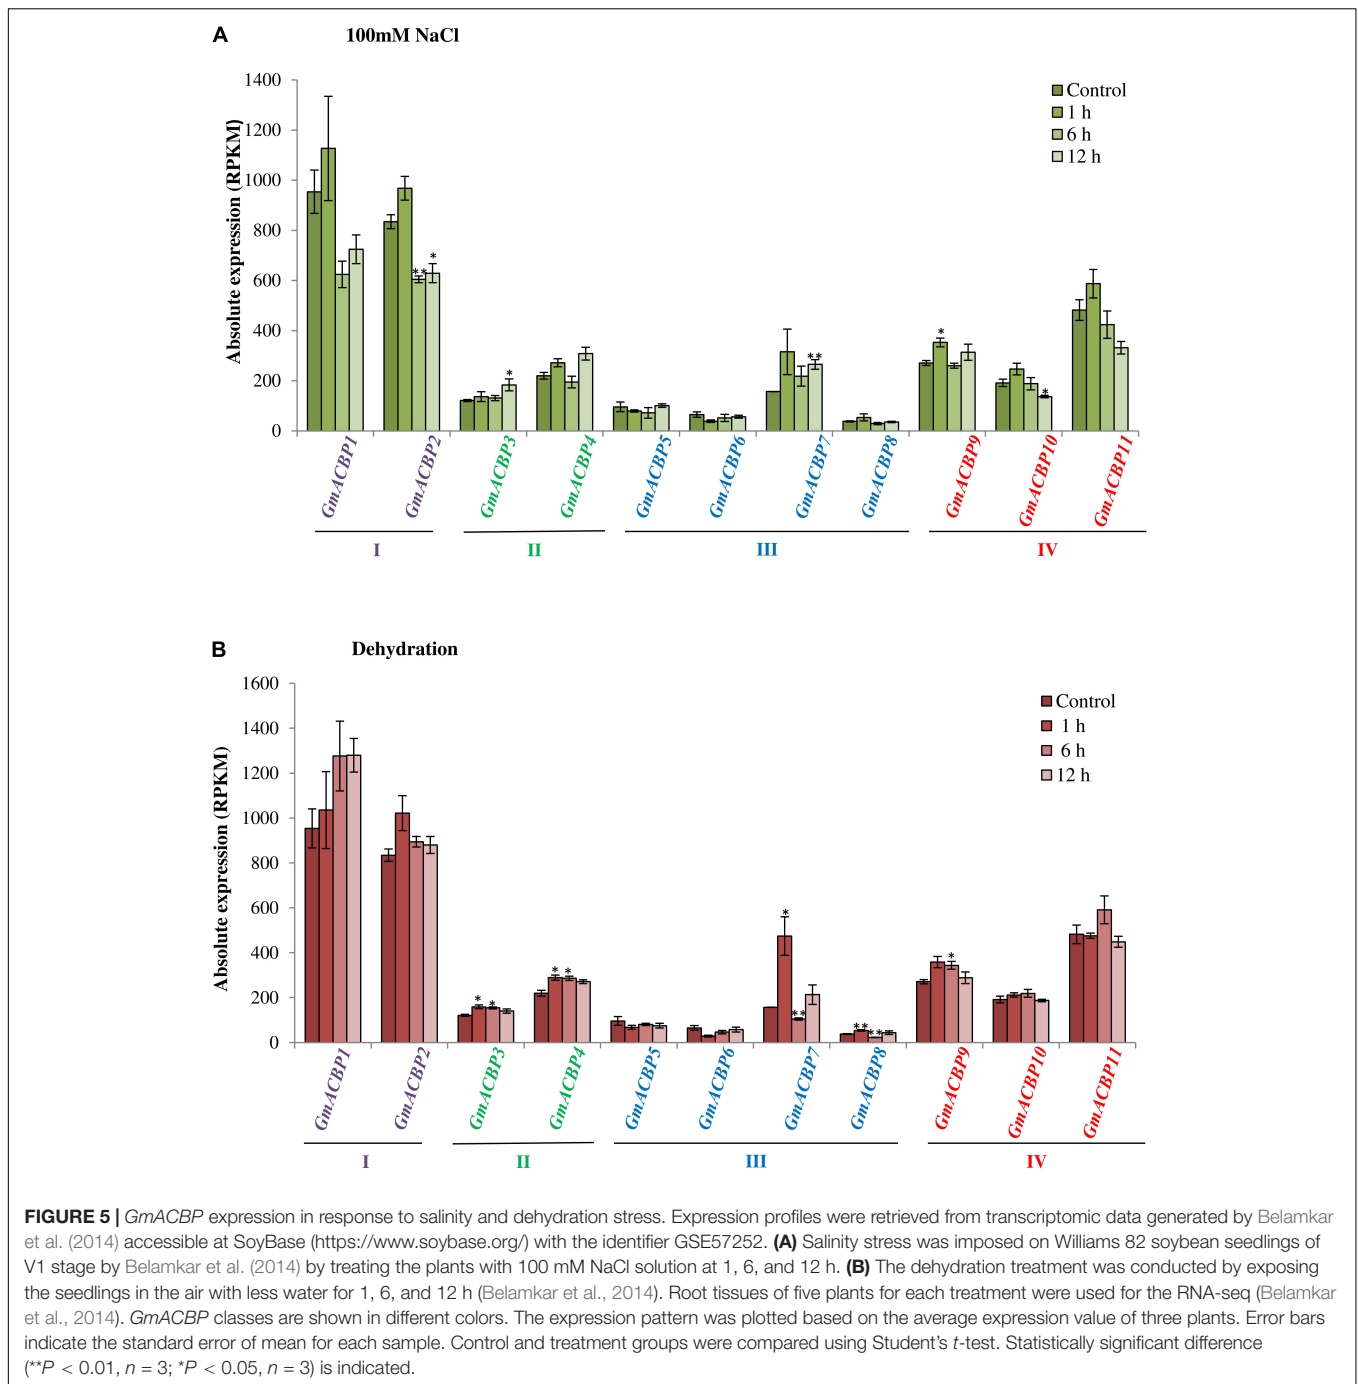 A
100mM NaCl
Absolute expression (RPKM)
1400
1200
1000
800
600
400
200
0
Control
1 h
6 h
12 h
** * * ** * *
GmACBP1 GmACBP2 GmACBP3 GmACBP4 GmACBP5 GmACBP6 GmACBP7 GmACBP8 GmACBP9 GmACBP10 GmACBP11
I II III IV
B
Dehydration
Absolute expression (RPKM)
1600
1400
1200
1000
800
600
400
200
0
Control
1 h
6 h
12 h
* * * * * ** ** ** *
GmACBP1 GmACBP2 GmACBP3 GmACBP4 GmACBP5 GmACBP6 GmACBP7 GmACBP8 GmACBP9 GmACBP10 GmACBP11
I II III IV
FIGURE 5 | GmACBP expression in response to salinity and dehydration stress. Expression profiles were retrieved from transcriptomic data generated by Belamkar
et al. (2014) accessible at SoyBase (https://www.soybase.org/) with the identifier GSE57252. (A) Salinity stress was imposed on Williams 82 soybean seedlings of
V1 stage by Belamkar et al. (2014) by treating the plants with 100 mM NaCl solution at 1, 6, and 12 h. (B) The dehydration treatment was conducted by exposing
the seedlings in the air with less water for 1, 6, and 12 h (Belamkar et al., 2014). Root tissues of five plants for each treatment were used for the RNA-seq (Belamkar
et al., 2014). GmACBP classes are shown in different colors. The expression pattern was plotted based on the average expression value of three plants. Error bars
indicate the standard error of mean for each sample. Control and treatment groups were compared using Student's t-test. Statistically significant difference
(**P < 0.01, n = 3; *P < 0.05, n = 3) is indicated.